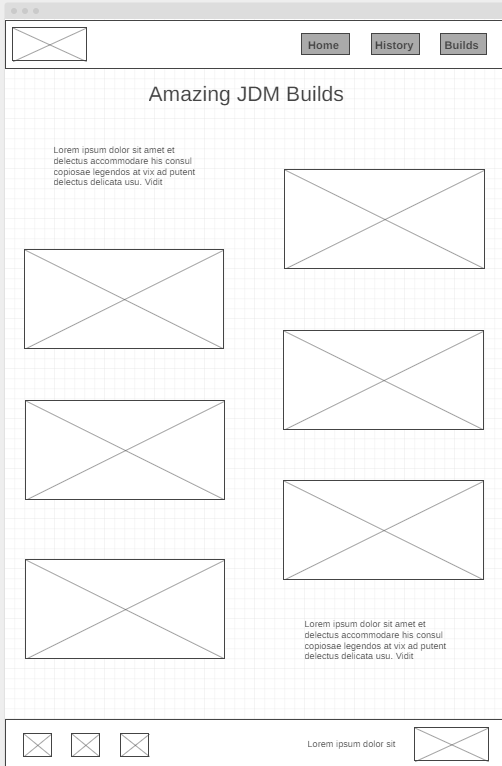 Home
History
Builds
Amazing JDM Builds
Lorem ipsum dolor sit amet et
delectus accommodare his consul
copiosae legendos at vix ad putent
delectus delicata usu. Vidit
Lorem ipsum dolor sit amet et
delectus accommodare his consul
copiosae legendos at vix ad putent
delectus delicata usu. Vidit
Lorem ipsum dolor sit